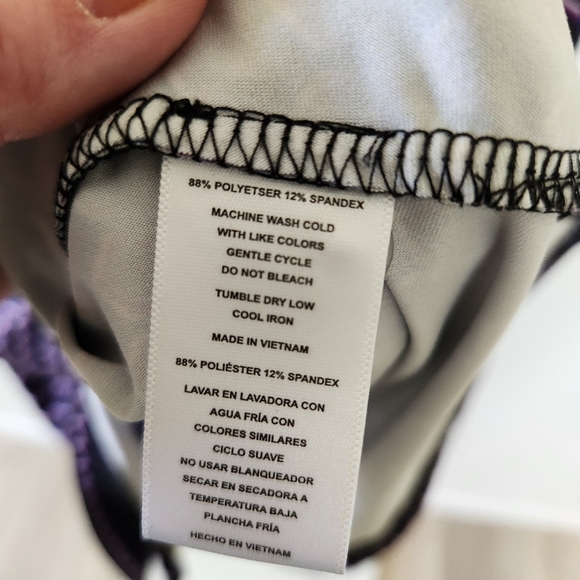 88% POLYETSER 12% SPANDEX
MACHINE WASH COLD
WITH LIKE COLORS
GENTLE CYCLE
DO NOT BLEACH
TUMBLE DRY LOW
COOL IRON
MADE IN VIETNAM
88% POLIÉSTER 12% SPANDEX
LAVAR EN LAVADORA CON
AGUA FRÍA CON
COLORES SIMILARES
CICLO SUAVE
NO USAR BLANQUEADOR
SECAR EN SECADORA A
TEMPERATURA BAJA
PLANCHA FRÍA
HECHO EN VIETNAM